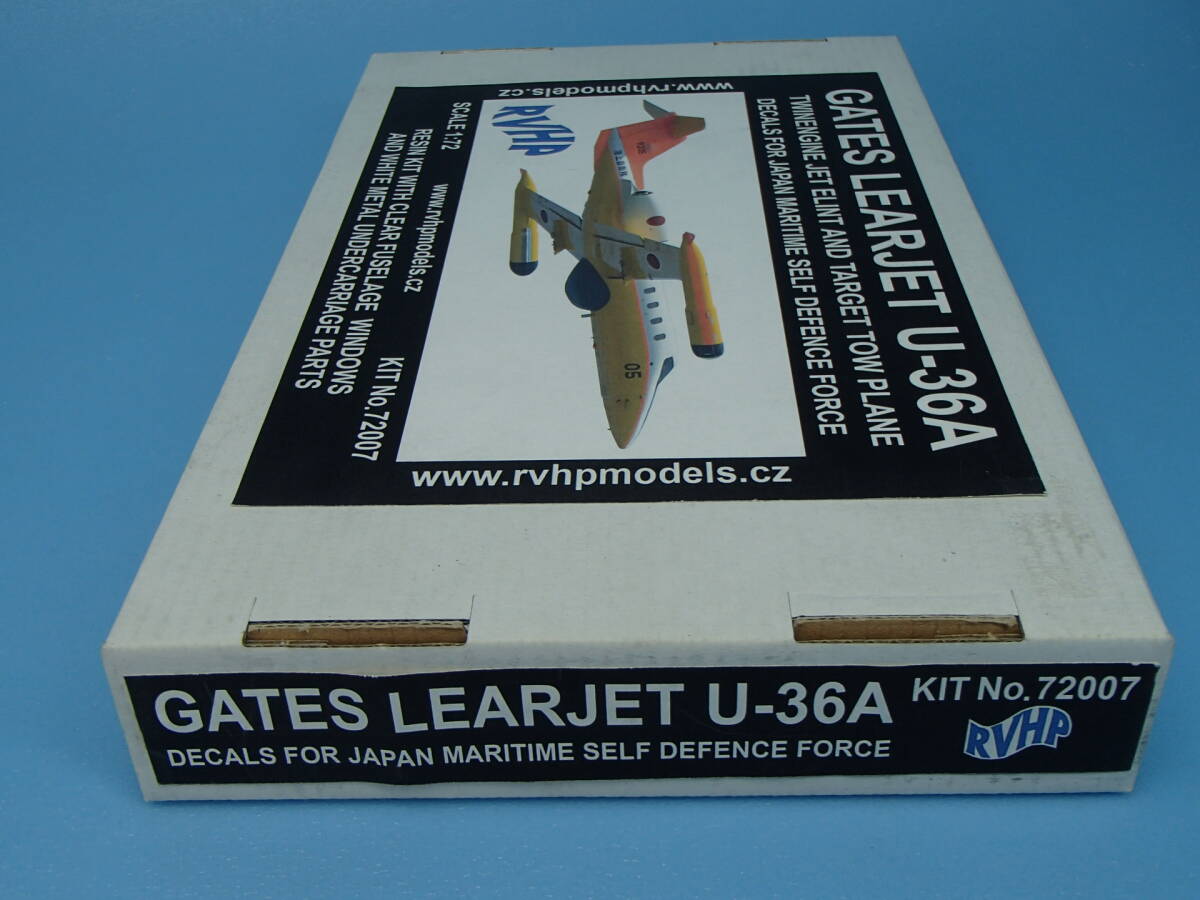 GATES LEARJET U-36A
TWINENGINE JET ELINT AND TARGET TOW PLANE
DECALS FOR JAPAN MARITIME SELF DEFENCE FORCE
www.rvhpmodels.cz
RVHP
05
www.rvhpmodels.cz
SCALE 1:72
www.rvhpmodels.cz
KIT No.72007
RESIN KIT WITH CLEAR FUSELAGE WINDOWS
AND WHITE METAL UNDERCARRIAGE PARTS
GATES LEARJET U-36A
KIT No.72007
DECALS FOR JAPAN MARITIME SELF DEFENCE FORCE
RVHP